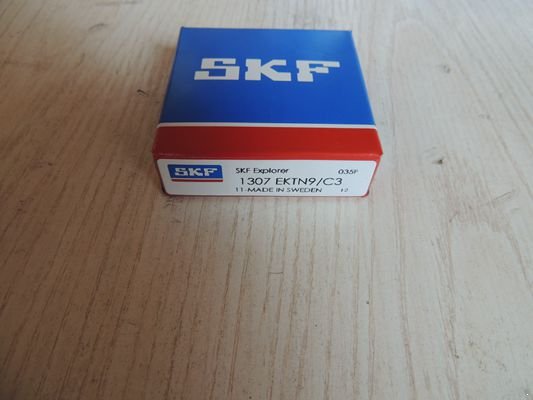 SKF
SKF
SKF Explorer 035F
1307 EKTN9/C3
11-MADE IN SWEDEN 12